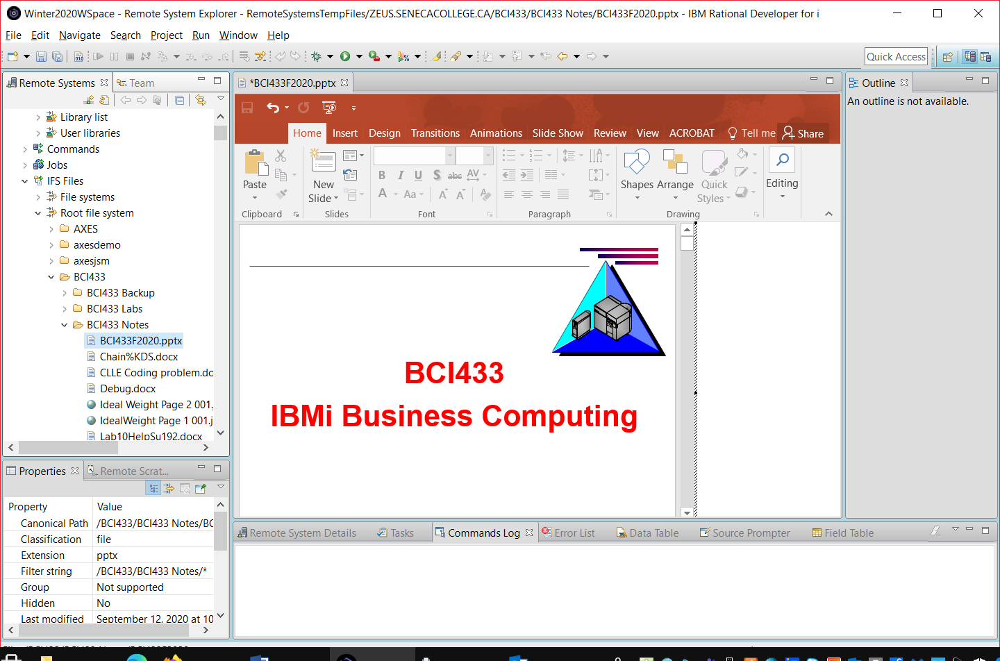 Winter2020WSpace - Remote System Explorer - RemoteSystemsTempFiles/ZEUS.SENECACOLLEGE.CA/BCI433/BCI433 Notes/BCI433F2020.pptx - IBM Rational Developer for i
File Edit Navigate Search Project Run Window Help
010
Quick Access
Remote Systems
Team
Library list
User libraries
Commands
Jobs
IFS Files
File systems
Root file system
AXES
axesdemo
axesjsm
BCI433
BCI433 Backup
BCI433 Labs
BCI433 Notes
BCI433F2020.pptx
Chain%KDS.docx
CLLE Coding problem.do
Debug.docx
Ideal Weight Page 2 001.
IdealWeight Page 1 001.j
Lab10HelpSu192.docx
Properties
Remote Scrat...
Property Value
Canonical Path /BCI433/BCI433 Notes/BC
Classification file
Extension pptx
Filter string /BCI433/BCI433 Notes/*
Group Not supported
Hidden No
Last modified September 12, 2020 at 10
*BCI433F2020.pptx
Home Insert Design Transitions Animations Slide Show Review View ACROBAT Tell me Share
Paste
New
Slide
B I U S abc AV
A Aa A A
Shapes Arrange Quick
Styles
Editing
Clipboard Slides Font Paragraph Drawing
BCI433
IBMi Business Computing
Outline
An outline is not available.
Remote System Details Tasks Commands Log Error List Data Table Source Prompter Field Table